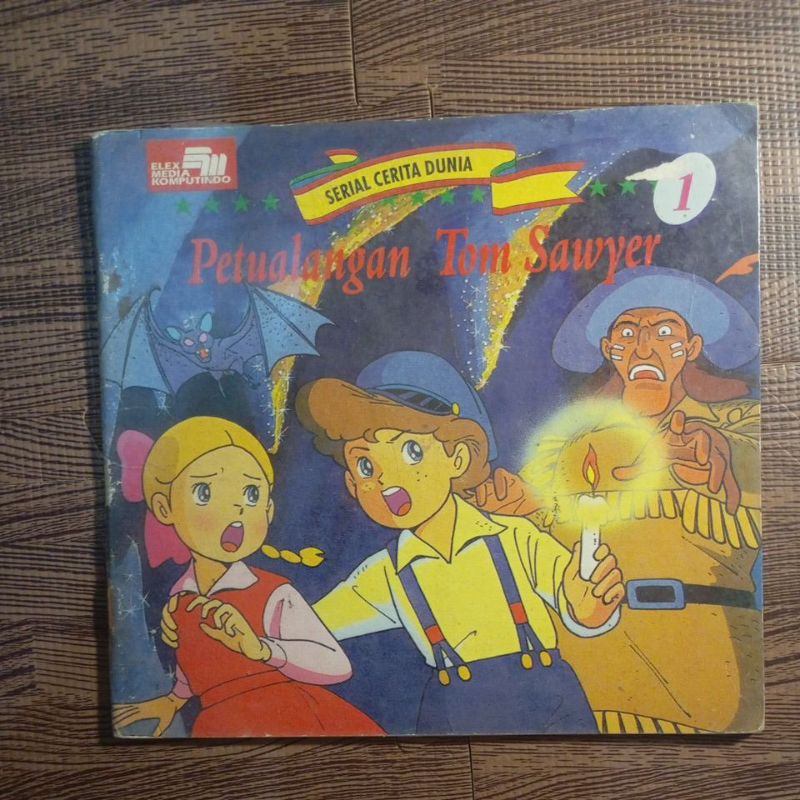 ELEX
MEDIA
KOMPUTINDO
SERIAL CERITA DUNIA
1
Petualangan Tom Sawyer